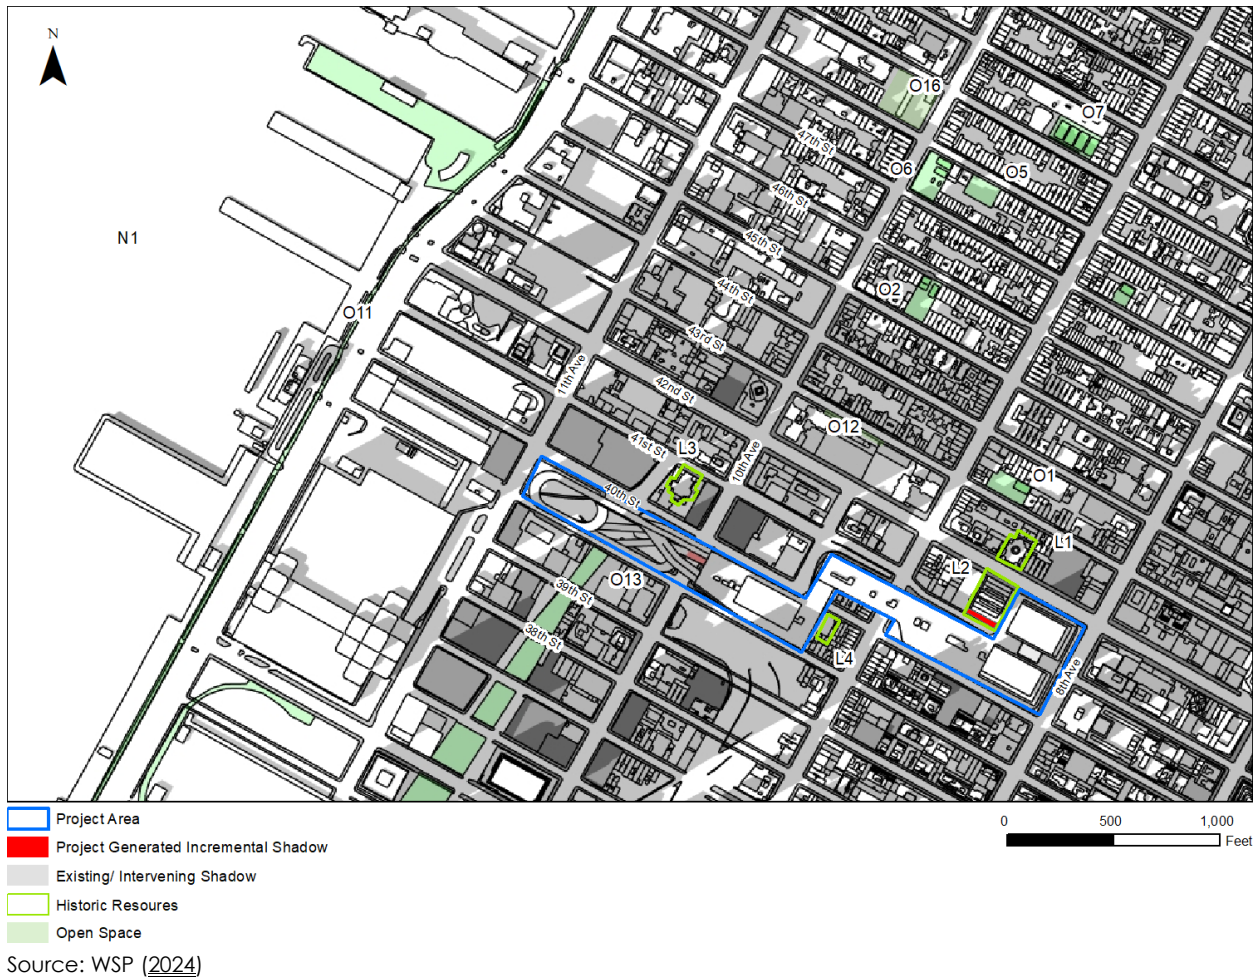 N
O16
O7
47th St
O6
O5
46th St
N1
45th St
O2
44th St
O11
43rd St
11th Ave
42nd St
O12
41st St
L3
10th Ave
O1
40th St
L1
L2
O13
39th St
38th St
L4
8th Ave
Project Area
0 500 1,000
Project Generated Incremental Shadow
Feet
Existing/ Intervening Shadow
Historic Resoures
Open Space
Source: WSP (2024)